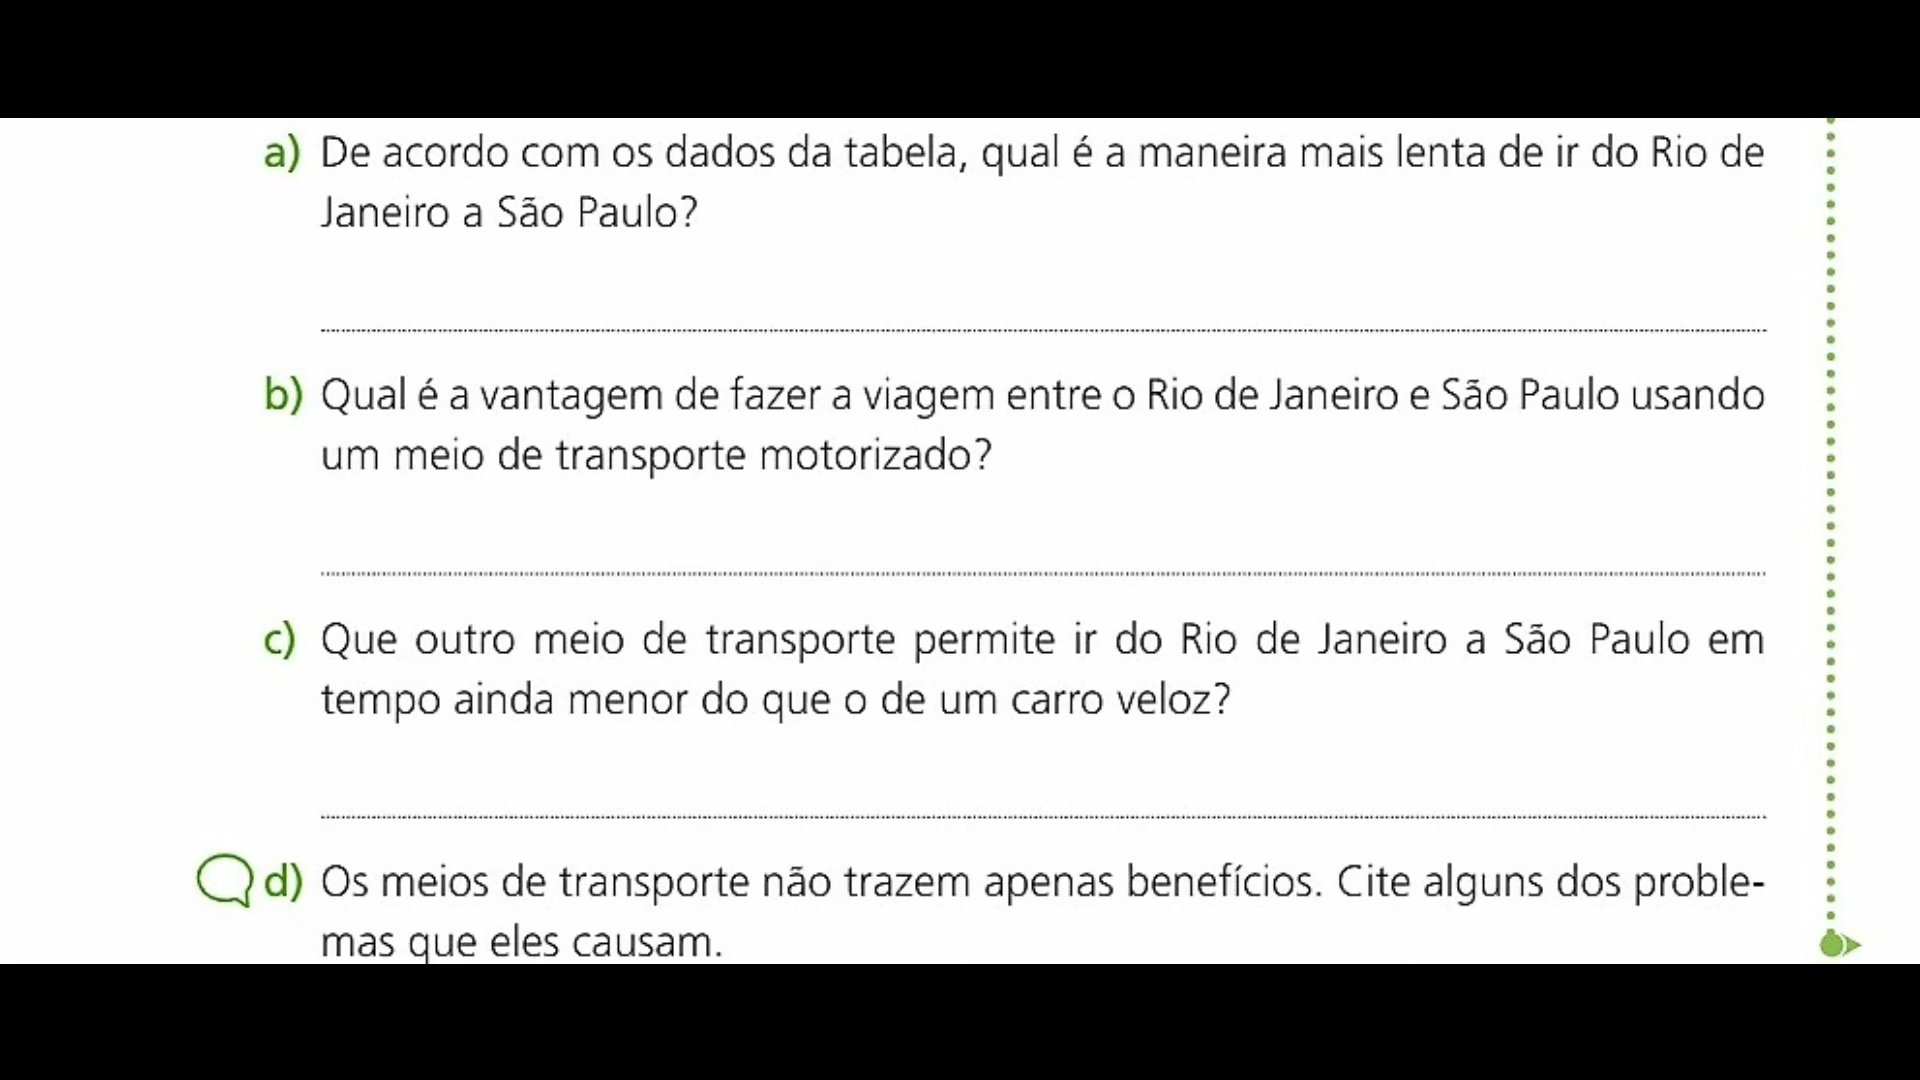 a) De acordo com os dados da tabela, qual é a maneira mais lenta de ir do Rio de
Janeiro a São Paulo?
b) Qual é a vantagem de fazer a viagem entre o Rio de Janeiro e São Paulo usando
um meio de transporte motorizado?
c) Que outro meio de transporte permite ir do Rio de Janeiro a São Paulo em
tempo ainda menor do que o de um carro veloz?
d) Os meios de transporte não trazem apenas benefícios. Cite alguns dos proble-
mas que eles causam.